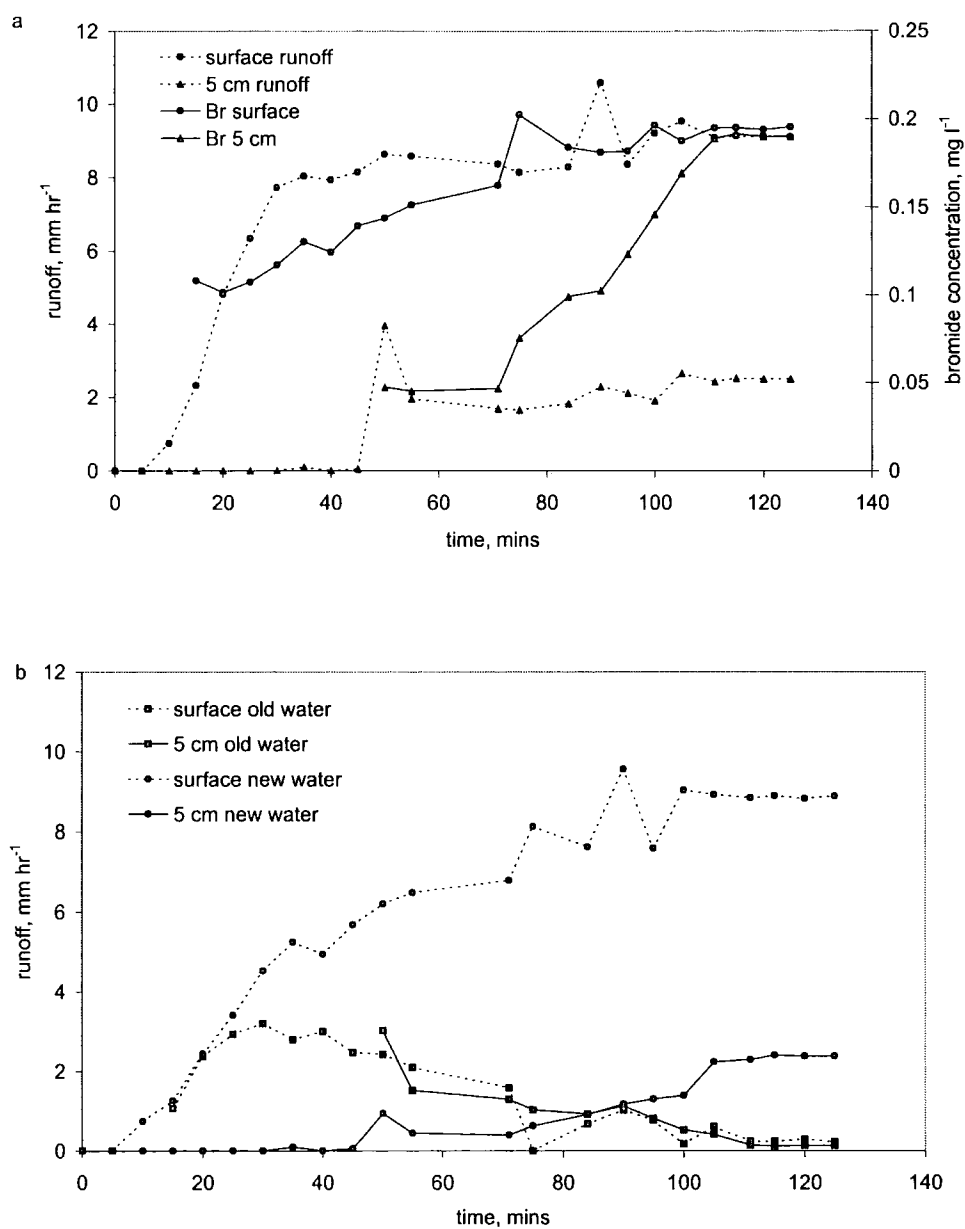 a
12
10
8
6
4
2
0
runoff, mm hr⁻¹
surface runoff
5 cm runoff
Br surface
Br 5 cm
0.25
0.2
0.15
0.1
0.05
0
bromide concentration, mg l⁻¹
0 20 40 60 80 100 120 140
time, mins
b
12
10
8
6
4
2
0
runoff, mm hr⁻¹
surface old water
5 cm old water
surface new water
5 cm new water
0 20 40 60 80 100 120 140
time, mins